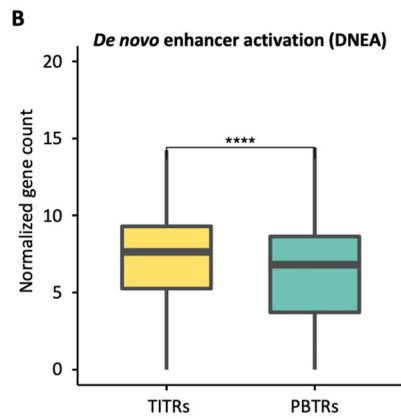 B
De novo enhancer activation (DNEA)
Normalized gene count
20
15
10
5
0
****
TITRs
PBTRs